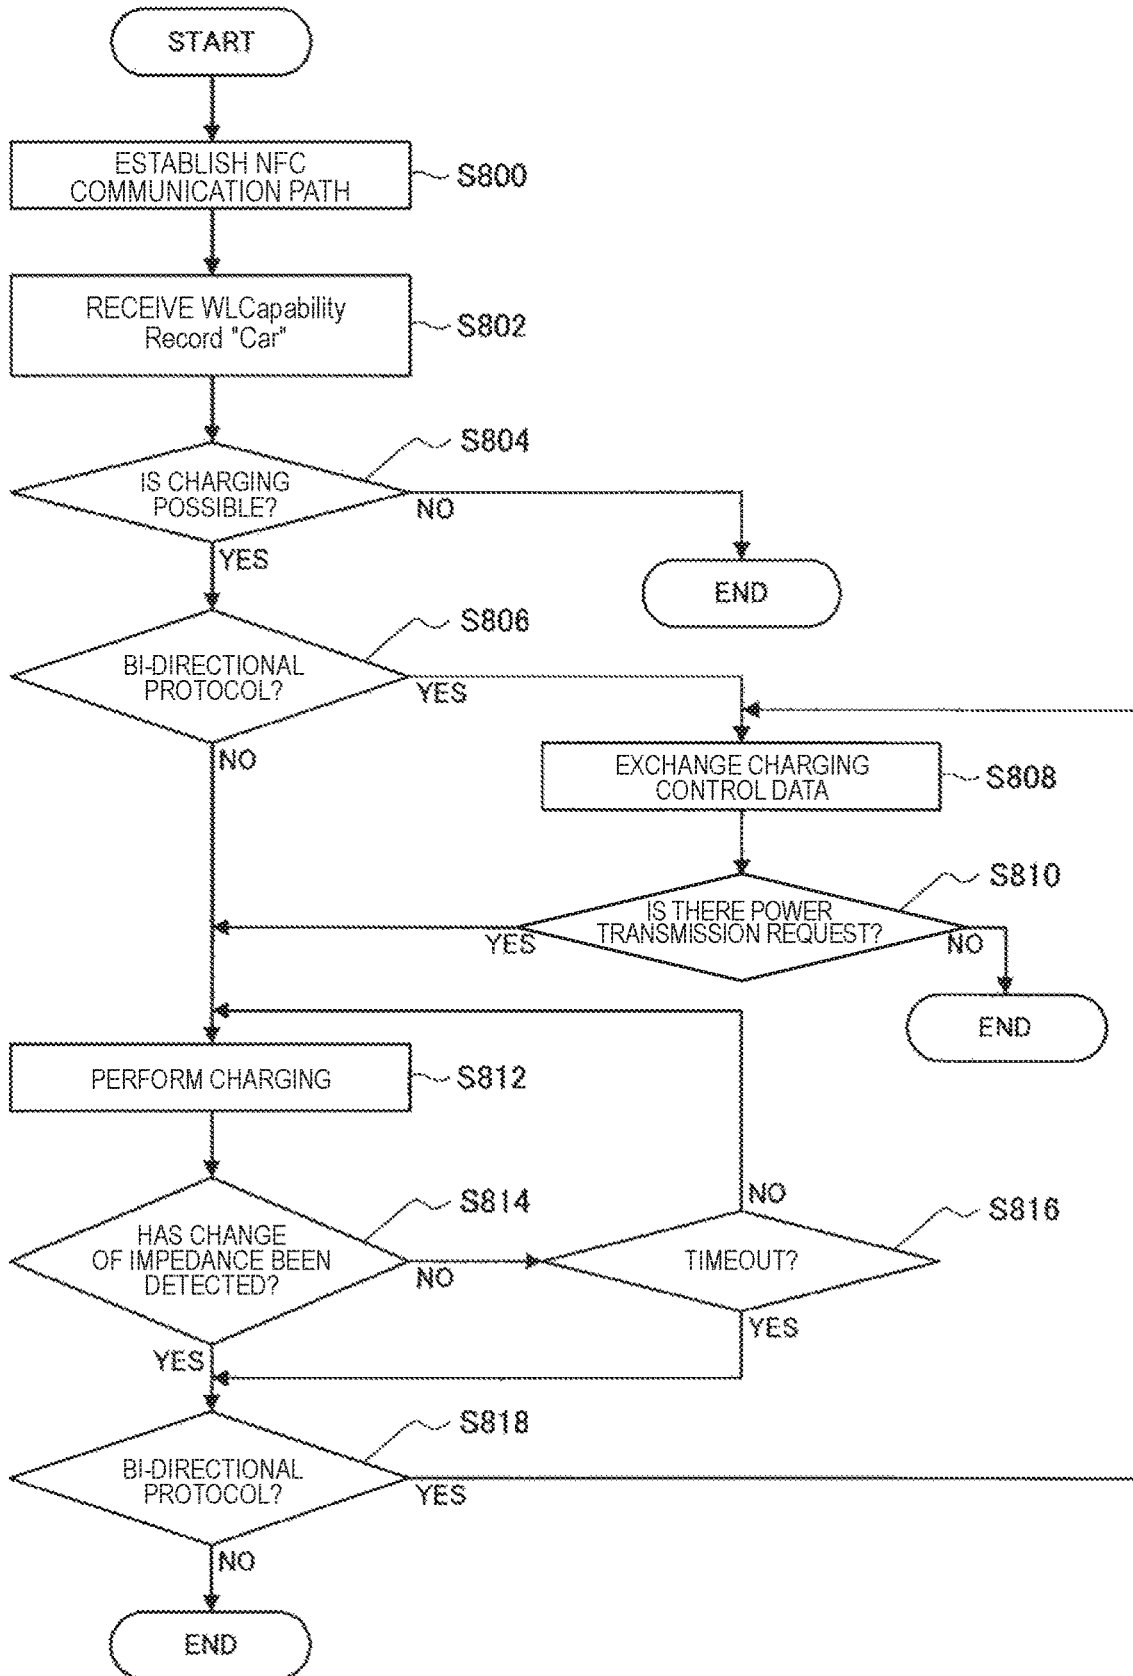 START
ESTABLISH NFC
COMMUNICATION PATH
S800
RECEIVE WLCapability
Record "Car"
S802
S804
IS CHARGING
POSSIBLE?
NO
YES
END
S806
BI-DIRECTIONAL
PROTOCOL?
YES
NO
EXCHANGE CHARGING
CONTROL DATA
S808
S810
IS THERE POWER
TRANSMISSION REQUEST?
YES
NO
END
PERFORM CHARGING
S812
S814
HAS CHANGE
OF IMPEDANCE BEEN
DETECTED?
NO
YES
NO
S816
TIMEOUT?
YES
S818
BI-DIRECTIONAL
PROTOCOL?
YES
NO
END